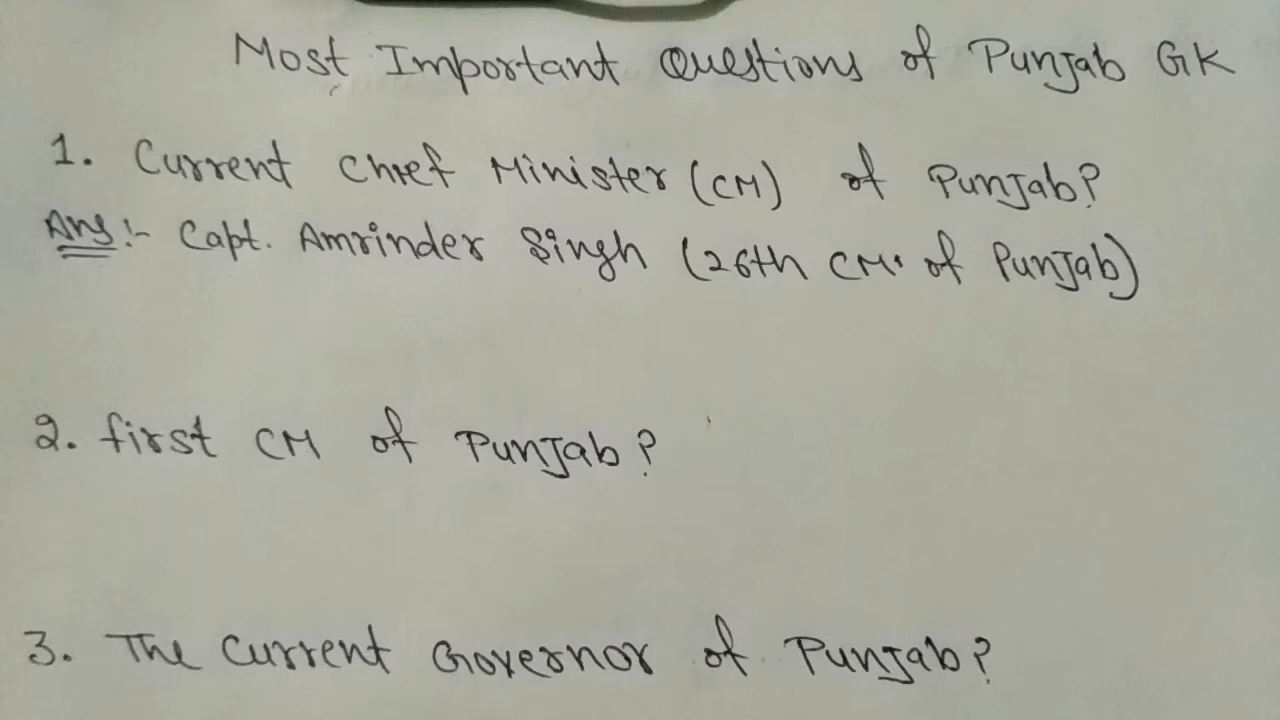 Most Important Questions of Punjab GK
1. Current Chief Minister (CM) of Punjab?
Ans:- Capt. Amrinder Singh (26th CM. of Punjab)
2. first CM of Punjab?
3. The Current Governor of Punjab?